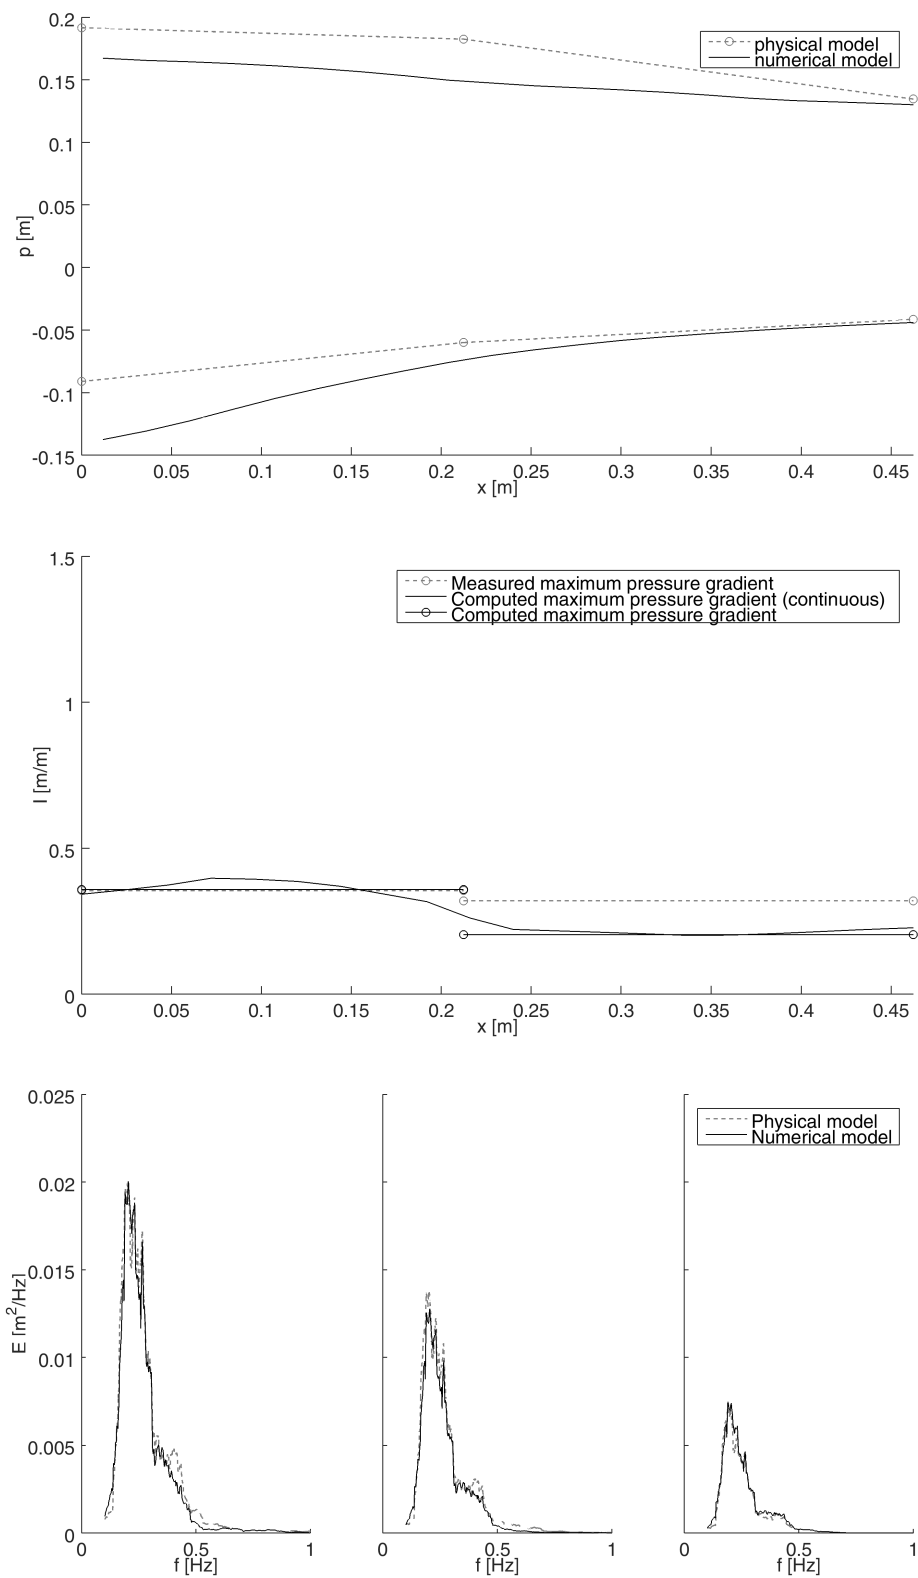 0.2
0.15
0.1
0.05
0
-0.05
-0.1
-0.15
p [m]
physical model
numerical model
0 0.05 0.1 0.15 0.2 0.25 0.3 0.35 0.4 0.45
x [m]
1.5
1
0.5
0
I [m/m]
Measured maximum pressure gradient
Computed maximum pressure gradient (continuous)
Computed maximum pressure gradient
0 0.05 0.1 0.15 0.2 0.25 0.3 0.35 0.4 0.45
x [m]
0.025
0.02
0.015
0.01
0.005
0
E [m²/Hz]
Physical model
Numerical model
0 0.5 1 0 0.5 1 0 0.5 1
f [Hz] f [Hz] f [Hz]